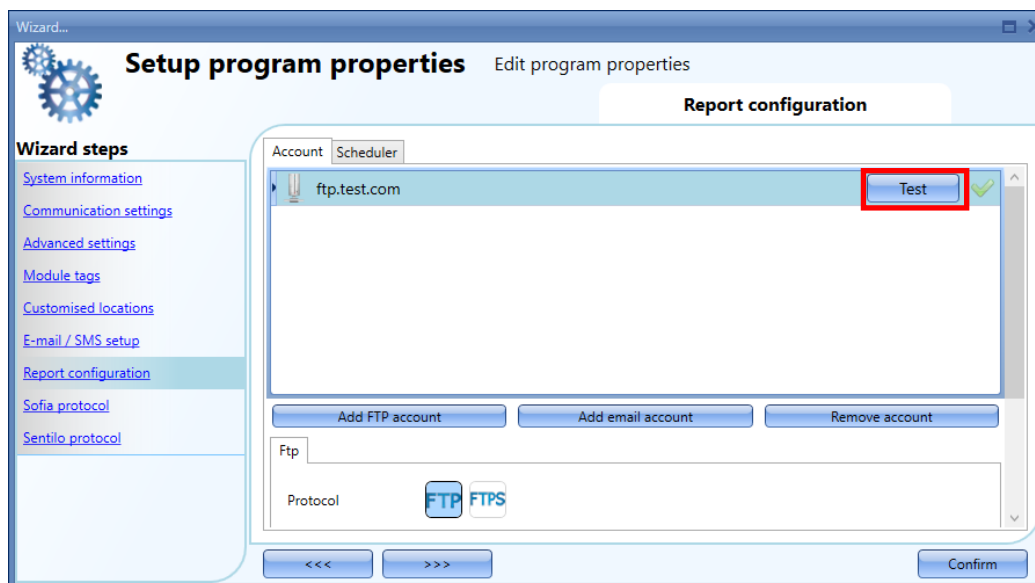 Wizard...
Setup program properties Edit program properties
Report configuration
Wizard steps
System information
Communication settings
Advanced settings
Module tags
Customised locations
E-mail / SMS setup
Report configuration
Sofia protocol
Sentilo protocol
Account Scheduler
ftp.test.com Test
Add FTP account Add email account Remove account
Ftp
Protocol FTP FTPS
<<< >>> Confirm